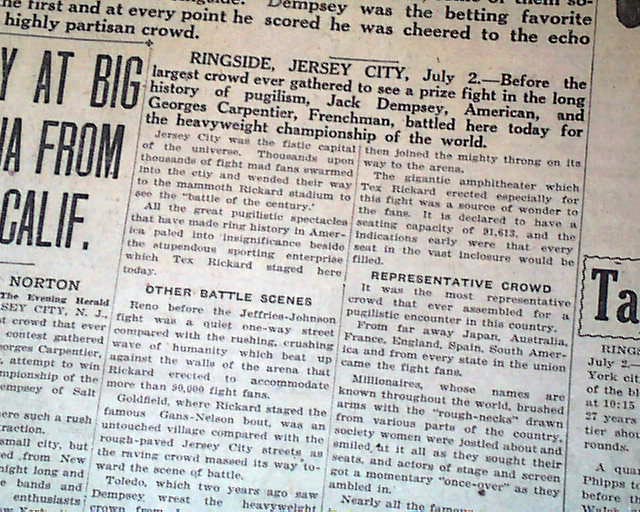 Dempsey was the betting favorite
he first and at every point he scored he was cheered to the echo
highly partisan crowd.
Y AT BIG
IA FROM
CALIF.
NORTON
The Evening Herald
SEY CITY, N. J.,
st crowd that ever
contest gathered
orges Carpentier,
attempt to win
mpionship of the
empsey of Salt
ere such a rush
raction.
small city, but
ed from New
night long and
e bands and
enthusiasts
RINGSIDE, JERSEY CITY, July 2.—Before the
largest crowd ever gathered to see a prize fight in the long
history of pugilism, Jack Dempsey, American, and
Georges Carpentier, Frenchman, battled here today for
the heavyweight championship of the world.
Jersey City was the fistic capital
of the universe. Thousands upon
thousands of fight mad fans swarmed
into the city and wended their way
to the mammoth Rickard stadium to
see the "battle of the century."
All the great pugilistic spectacles
that have made ring history in Amer-
ica paled into insignificance beside
the stupendous sporting enterprise
which Tex Rickard staged here
today.
OTHER BATTLE SCENES
Reno before the Jeffries-Johnson
fight was a quiet one-way street
compared with the rushing, crushing
wave of humanity which beat up
against the walls of the arena that
Rickard erected to accommodate
more than 90,000 fight fans.
Goldfield, where Rickard staged the
famous Gans-Nelson bout, was an
untouched village compared with the
rough-paved Jersey City streets as
the raving crowd massed its way to-
ward the scene of battle.
Toledo, which two years ago saw
Dempsey wrest the heavyweight
crown from
then joined the mighty throng on its
way to the arena.
The gigantic amphitheater which
Tex Rickard erected especially for
this fight was a source of wonder to
the fans. It is declared to have a
seating capacity of 91,613, and the
indications early were that every
seat in the vast inclosure would be
filled.
REPRESENTATIVE CROWD
It was the most representative
crowd that ever assembled for a
pugilistic encounter in this country.
From far away Japan, Australia,
France, England, Spain, South Amer-
ica and from every state in the union
came the fight fans.
Millionaires, whose names are
known throughout the world, brushed
arms with the "rough-necks" drawn
from various parts of the country,
society women were jostled about and
smiled at it all as they sought their
seats, and actors of stage and screen
got a momentary "once-over" as they
ambled in.
Nearly all the famous
Ta
RING
July 2.—
York cit
of the bl
at 10:15
27 years
tier shor
rounds.
A qua
Phipps to
before t